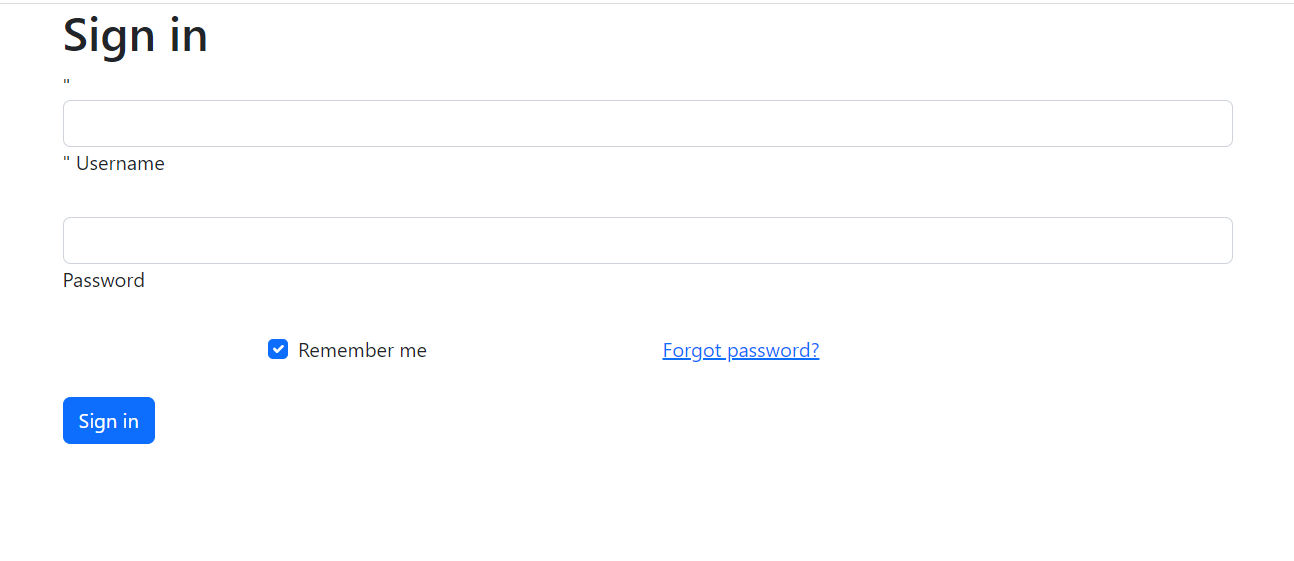 Sign in
"
" Username
Password
Remember me Forgot password?
Sign in